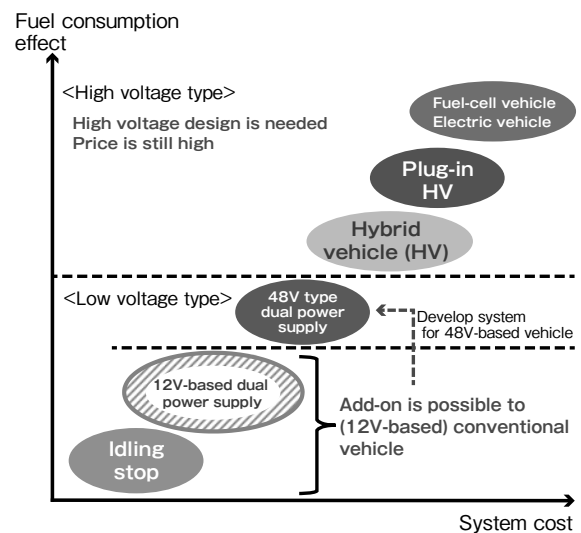 Fuel consumption
effect
<High voltage type>
High voltage design is needed
Price is still high
Fuel-cell vehicle
Electric vehicle
Plug-in
HV
Hybrid
vehicle (HV)
<Low voltage type>
48V type
dual power
supply
Develop system
for 48V-based vehicle
12V-based dual
power supply
Add-on is possible to
(12V-based) conventional
vehicle
Idling
stop
System cost